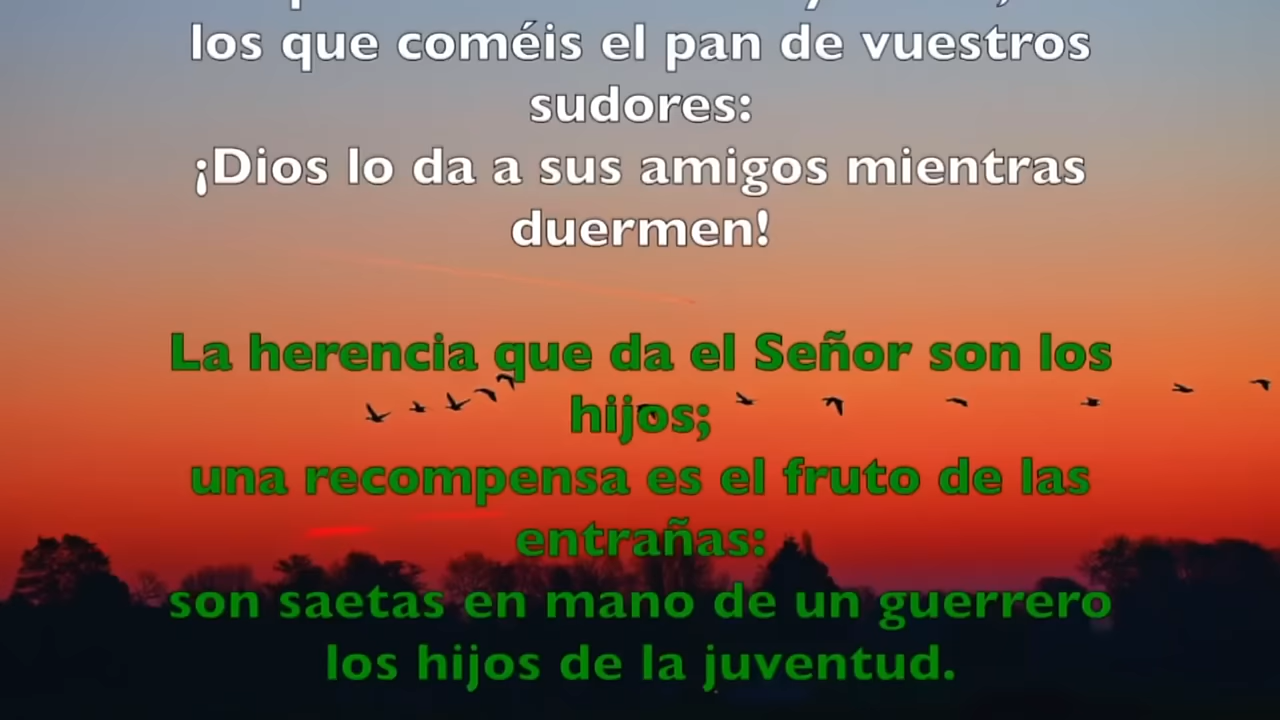 los que coméis el pan de vuestros
sudores:
¡Dios lo da a sus amigos mientras
duermen!
La herencia que da el Señor son los
hijos;
una recompensa es el fruto de las
entrañas:
son saetas en mano de un guerrero
los hijos de la juventud.